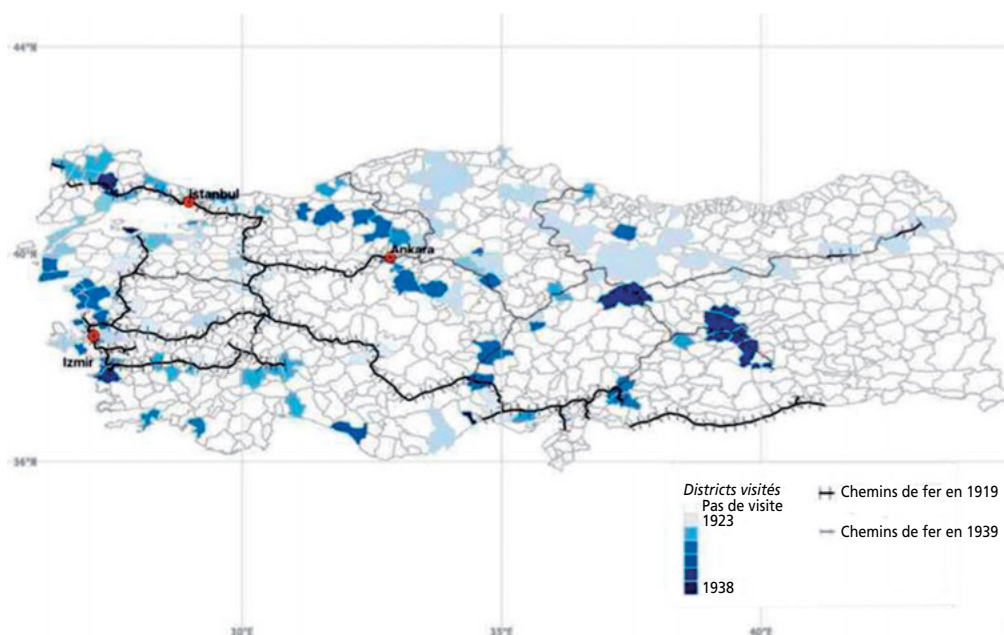 44°N
Istanbul
40°N
Ankara
Izmir
36°N
Districts visités
Pas de visite
1923
1938
Chemins de fer en 1919
Chemins de fer en 1939
30°E
35°E
40°E